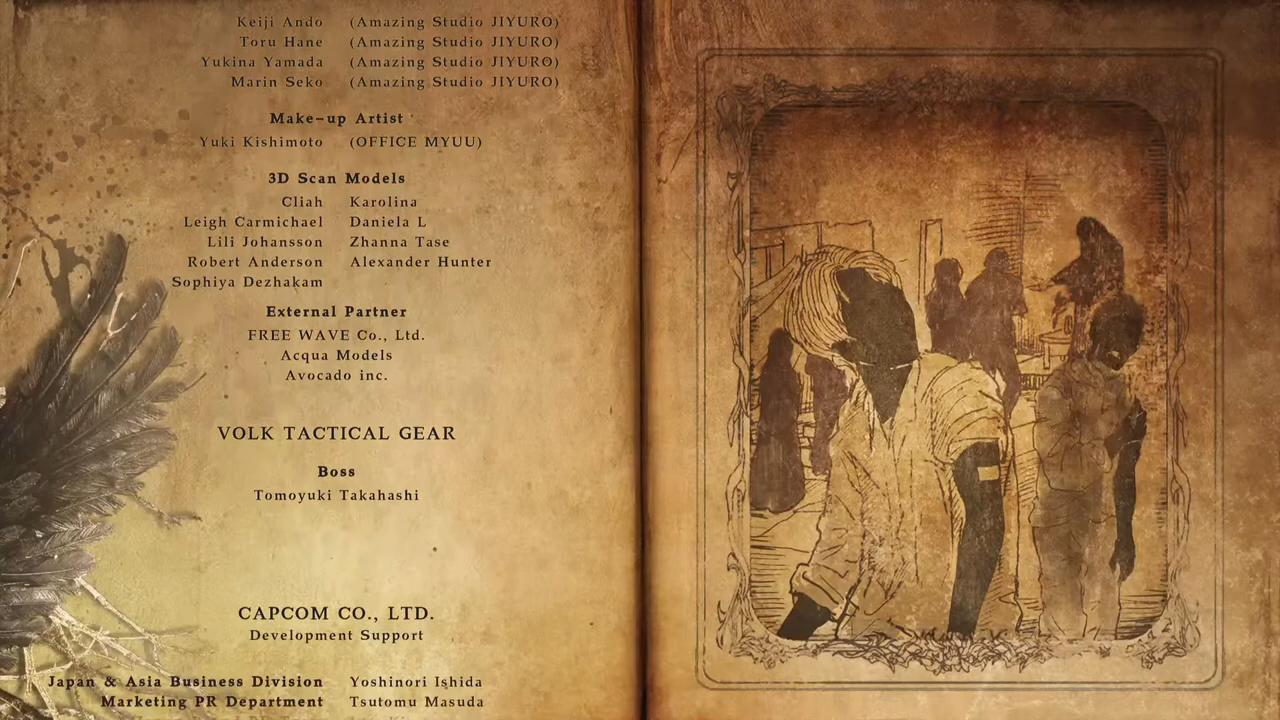 Keiji Ando (Amazing Studio JIYURO)
Toru Hane (Amazing Studio JIYURO)
Yukina Yamada (Amazing Studio JIYURO)
Marin Seko (Amazing Studio JIYURO)
Make-up Artist
Yuki Kishimoto (OFFICE MYUU)
3D Scan Models
Cliah Karolina
Leigh Carmichael Daniela L
Lili Johansson Zhanna Tase
Robert Anderson Alexander Hunter
Sophiya Dezhakam
External Partner
FREE WAVE Co., Ltd.
Acqua Models
Avocado inc.
VOLK TACTICAL GEAR
Boss
Tomoyuki Takahashi
CAPCOM CO., LTD.
Development Support
Japan & Asia Business Division Yoshinori Ishida
Marketing PR Department Tsutomu Masuda